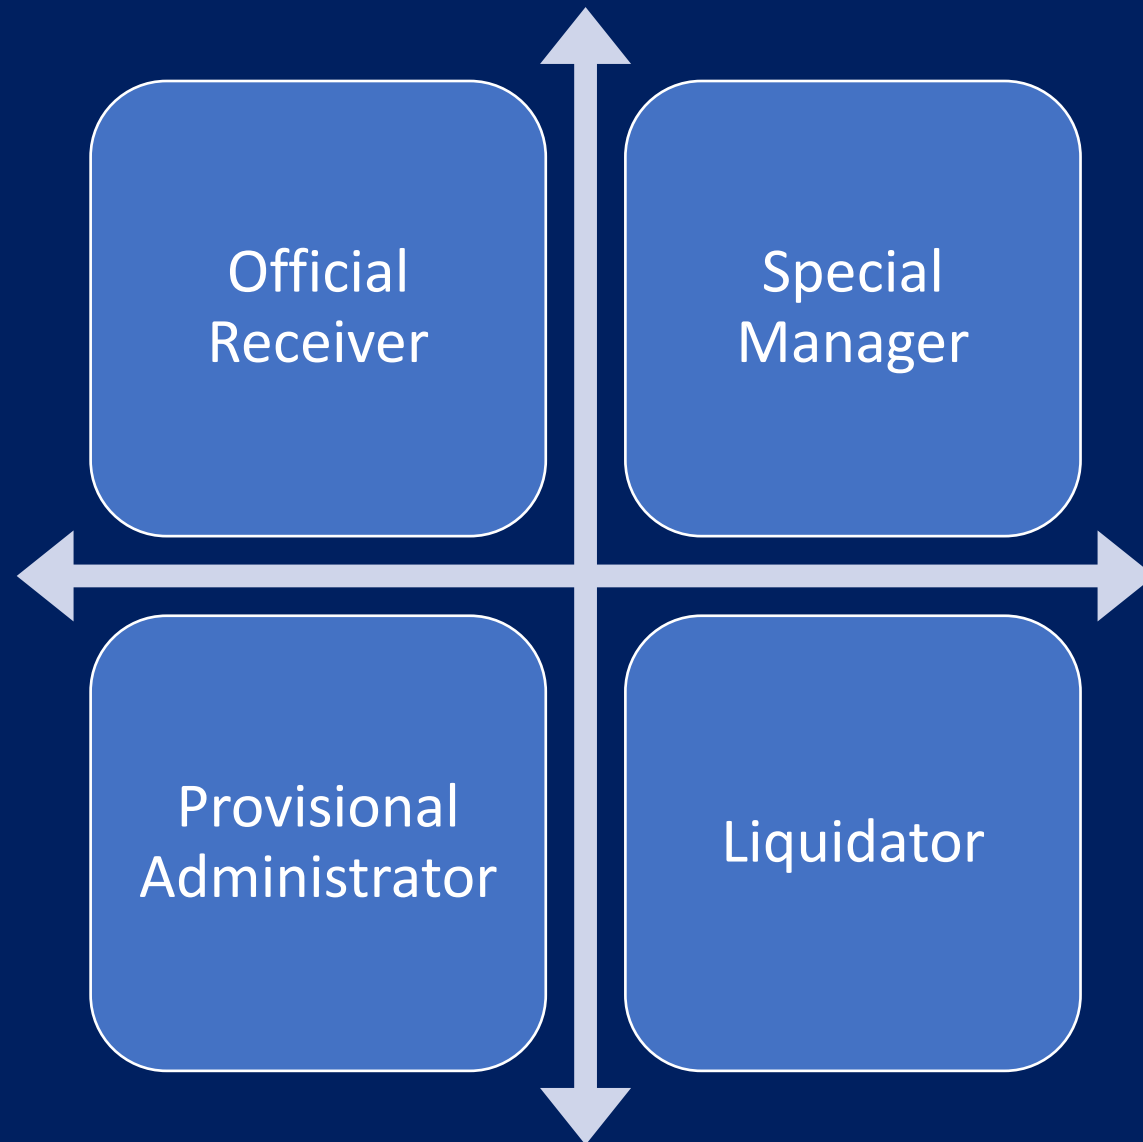 Official
Receiver
Special
Manager
Provisional
Administrator
Liquidator